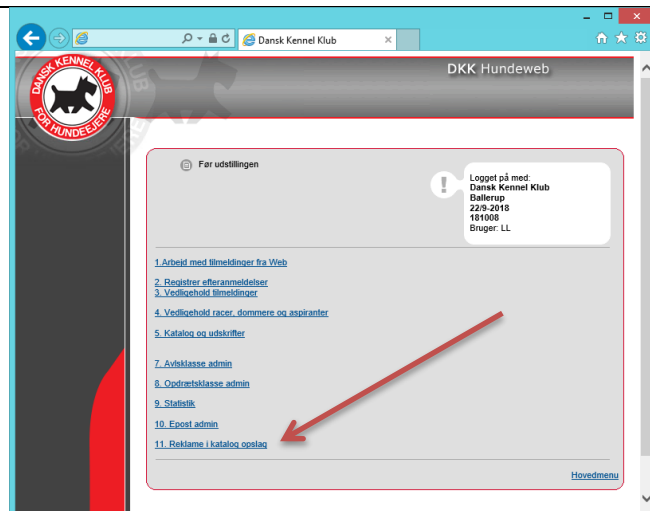 Dansk Kennel Klub
DANSK KENNEL KLUB
FOR HUNDEEJERE
DKK Hundeweb
Før udstillingen
Logget på med:
Dansk Kennel Klub
Ballerup
22/9-2018
181008
Bruger: LL
1.Arbejd med tilmeldinger fra Web
2. Registrer efteranmeldelser
3. Vedligehold tilmeldinger
4. Vedligehold racer, dommere og aspiranter
5. Katalog og udskrifter
7. Avlsklasse admin
8. Opdrætsklasse admin
9. Statistik
10. Epost admin
11. Reklame i katalog opslag
Hovedmenu